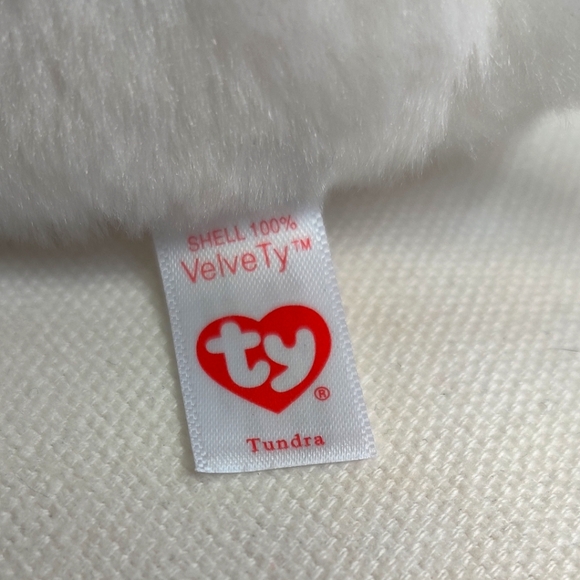 SHELL 100%
VelveTy™
ty®
Tundra